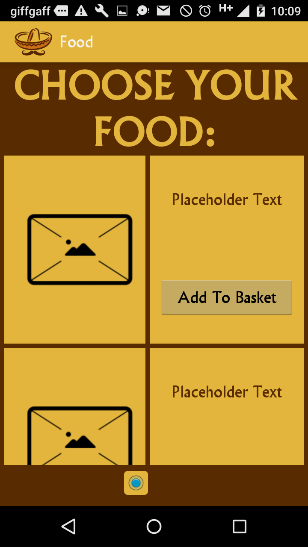 giffgaff
H+
10:09
Food
CHOOSE YOUR
FOOD:
Placeholder Text
Add To Basket
Placeholder Text